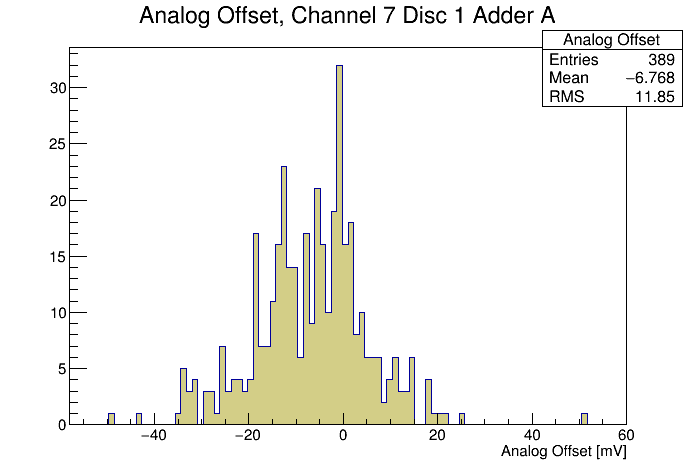 Analog Offset, Channel 7 Disc 1 Adder A
Analog Offset
Entries 389
Mean −6.768
RMS 11.85
30
25
20
15
10
5
0
−40 −20 0 20 40 60
Analog Offset [mV]